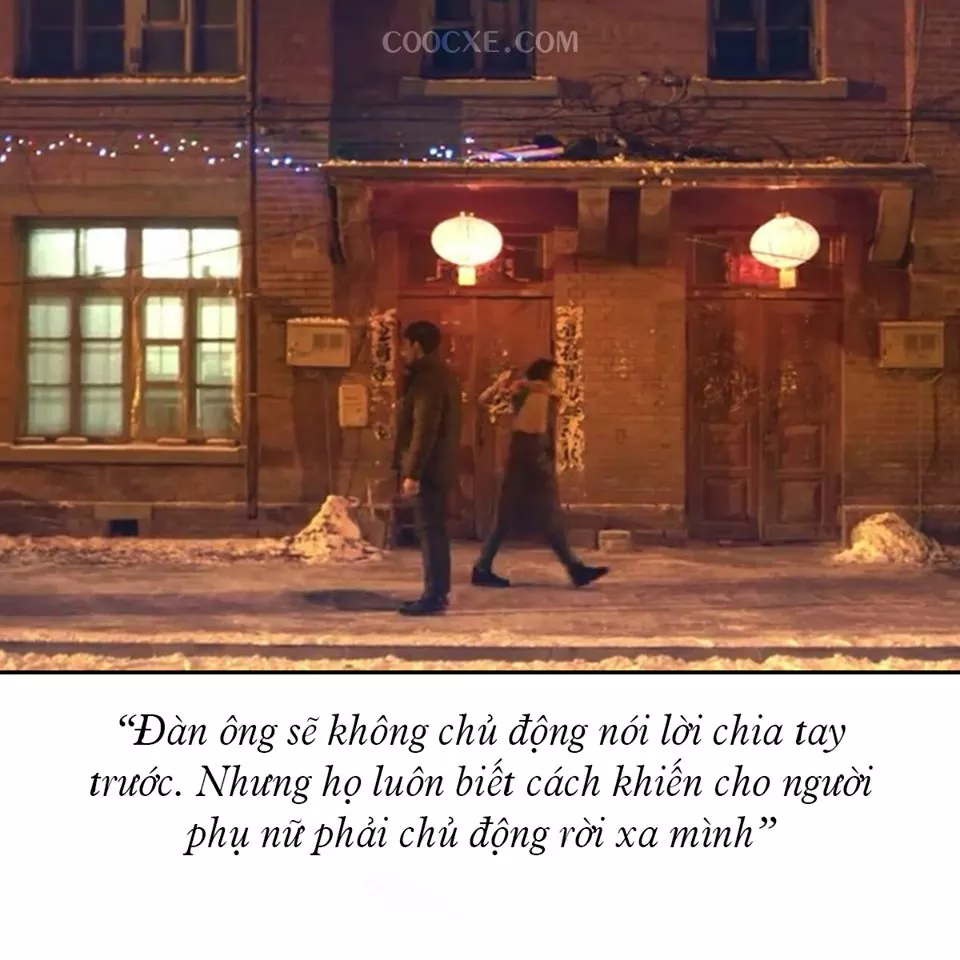 COOCXE.COM
“Đàn ông sẽ không chủ động nói lời chia tay
trước. Nhưng họ luôn biết cách khiến cho người
phụ nữ phải chủ động rời xa mình”